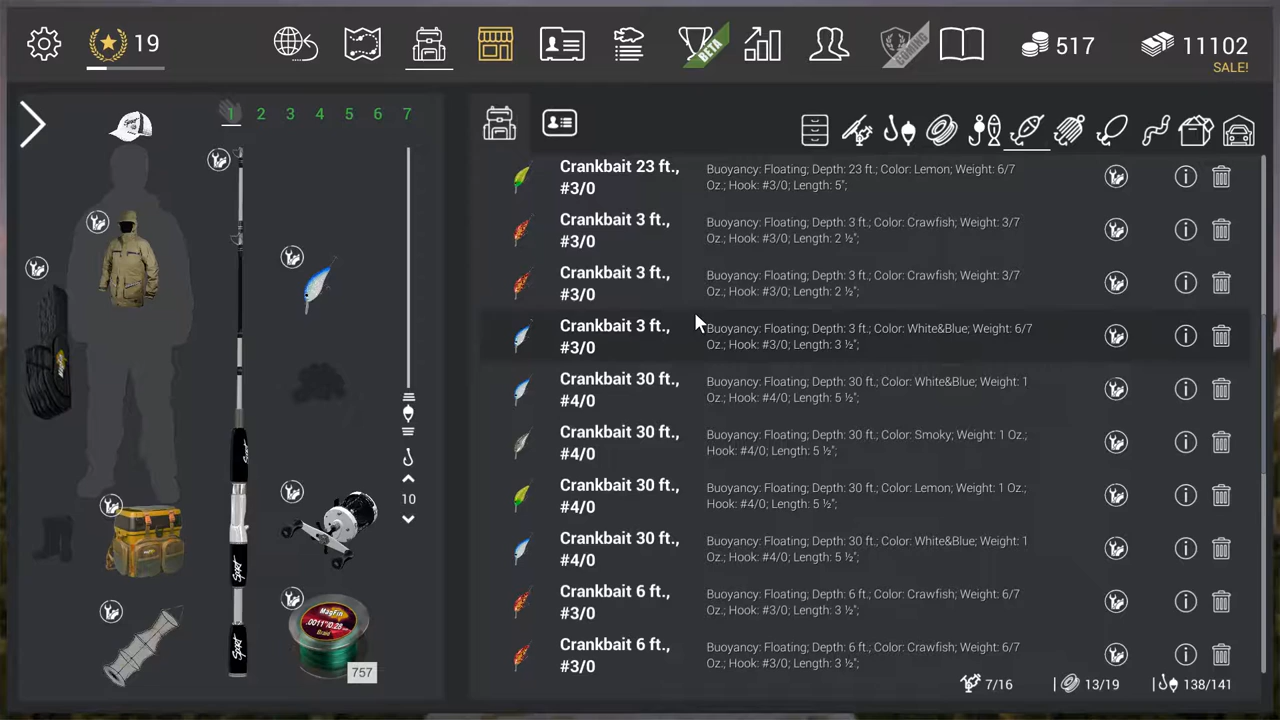 19
BETA
COMING
517
11102
SALE!
1 2 3 4 5 6 7
Crankbait 23 ft., #3/0
Buoyancy: Floating; Depth: 23 ft.; Color: Lemon; Weight: 6/7
Oz.; Hook: #3/0; Length: 5";
Crankbait 3 ft., #3/0
Buoyancy: Floating; Depth: 3 ft.; Color: Crawfish; Weight: 3/7
Oz.; Hook: #3/0; Length: 2 ½";
Crankbait 3 ft., #3/0
Buoyancy: Floating; Depth: 3 ft.; Color: Crawfish; Weight: 3/7
Oz.; Hook: #3/0; Length: 2 ½";
Crankbait 3 ft., #3/0
Buoyancy: Floating; Depth: 3 ft.; Color: White&Blue; Weight: 6/7
Oz.; Hook: #3/0; Length: 3 ½";
Crankbait 30 ft., #4/0
Buoyancy: Floating; Depth: 30 ft.; Color: White&Blue; Weight: 1
Oz.; Hook: #4/0; Length: 5 ½";
Crankbait 30 ft., #4/0
Buoyancy: Floating; Depth: 30 ft.; Color: Smoky; Weight: 1 Oz.;
Hook: #4/0; Length: 5 ½";
Crankbait 30 ft., #4/0
Buoyancy: Floating; Depth: 30 ft.; Color: Lemon; Weight: 1 Oz.;
Hook: #4/0; Length: 5 ½";
Crankbait 30 ft., #4/0
Buoyancy: Floating; Depth: 30 ft.; Color: White&Blue; Weight: 1
Oz.; Hook: #4/0; Length: 5 ½";
Crankbait 6 ft., #3/0
Buoyancy: Floating; Depth: 6 ft.; Color: Crawfish; Weight: 6/7
Oz.; Hook: #3/0; Length: 3 ½";
Crankbait 6 ft., #3/0
Buoyancy: Floating; Depth: 6 ft.; Color: Crawfish; Weight: 6/7
Oz.; Hook: #3/0; Length: 3 ½";
10
Sport
Sport
Sport
MagFin
.0011"/0.28 mm
Braid
757
7/16
13/19
138/141